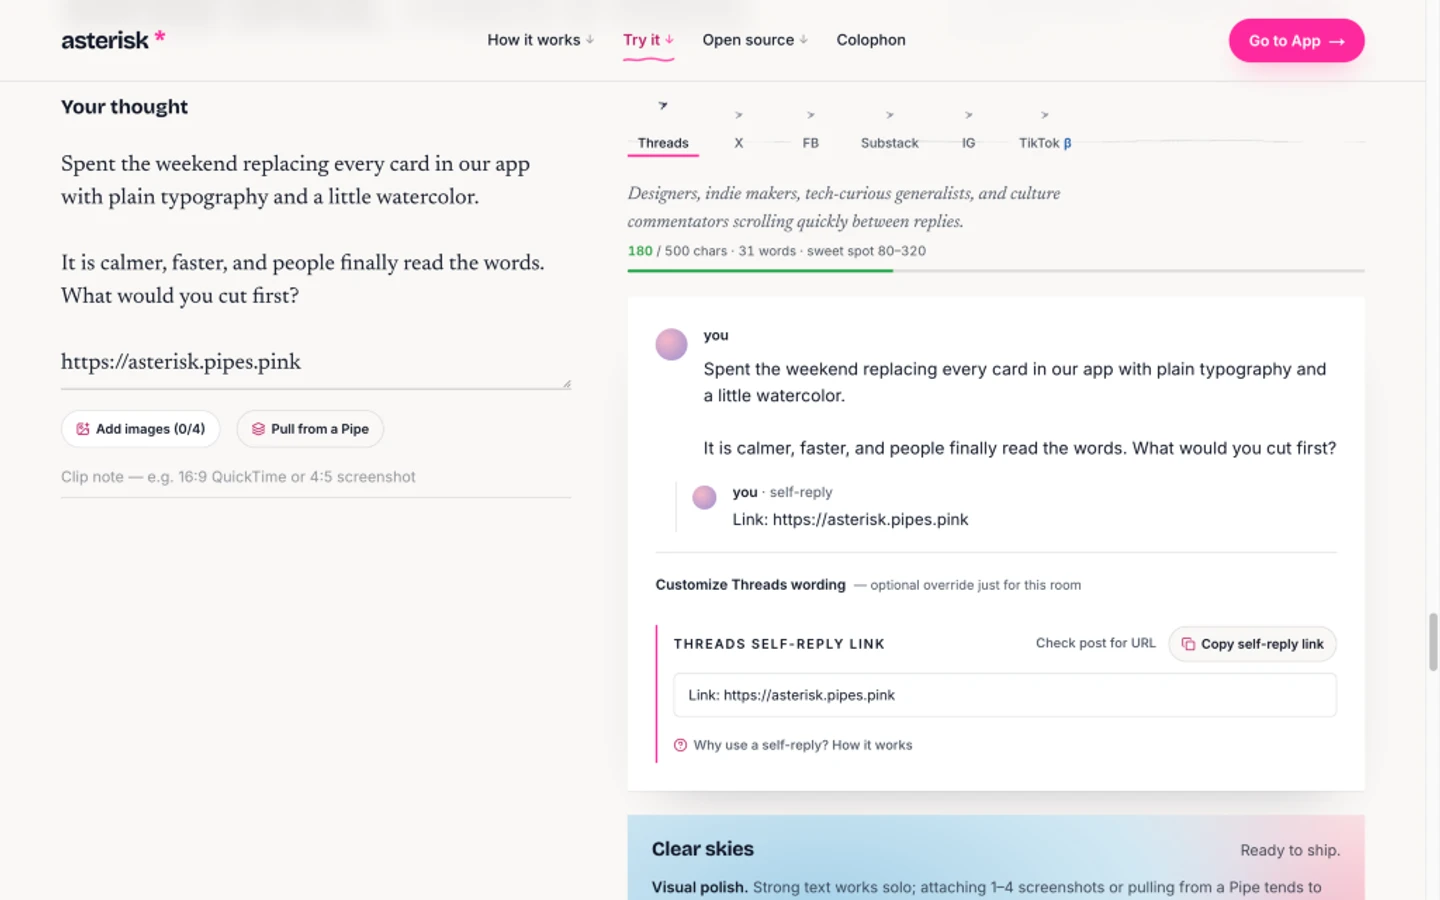 asterisk *
How it works ↓
Try it ↓
Open source ↓
Colophon
Go to App →
Your thought
Spent the weekend replacing every card in our app
with plain typography and a little watercolor.
It is calmer, faster, and people finally read the words.
What would you cut first?
https://asterisk.pipes.pink
Add images (0/4)
Pull from a Pipe
Clip note — e.g. 16:9 QuickTime or 4:5 screenshot
Threads
X
FB
Substack
IG
TikTok β
Designers, indie makers, tech-curious generalists, and culture
commentators scrolling quickly between replies.
180 / 500 chars · 31 words · sweet spot 80–320
you
Spent the weekend replacing every card in our app with plain typography and
a little watercolor.
It is calmer, faster, and people finally read the words. What would you cut first?
you · self-reply
Link: https://asterisk.pipes.pink
Customize Threads wording — optional override just for this room
THREADS SELF-REPLY LINK
Check post for URL
Copy self-reply link
Link: https://asterisk.pipes.pink
Why use a self-reply? How it works
Clear skies
Ready to ship.
Visual polish. Strong text works solo; attaching 1–4 screenshots or pulling from a Pipe tends to